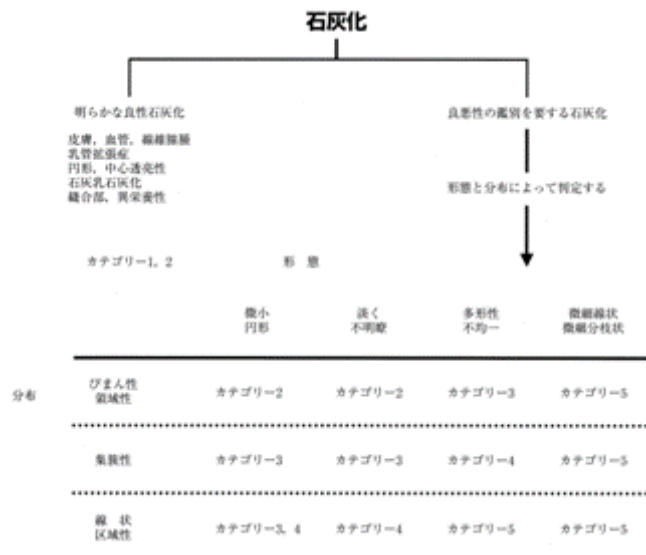 石灰化
明らかな良性石灰化
良悪性の鑑別を要する石灰化
皮膚，血管，線維腺腫
乳管拡張症
円形，中心透亮性
石灰乳石灰化
縫合部、異栄養性
形態と分布によって判定する
カテゴリー1，2
形 態
微小
円形
淡く
不明瞭
多形性
不均一
微細線状
微細分枝状
分布
びまん性
領域性
カテゴリー2
カテゴリー2
カテゴリー3
カテゴリー5
集簇性
カテゴリー3
カテゴリー3
カテゴリー4
カテゴリー5
線 状
区域性
カテゴリー3，4
カテゴリー4
カテゴリー5
カテゴリー5